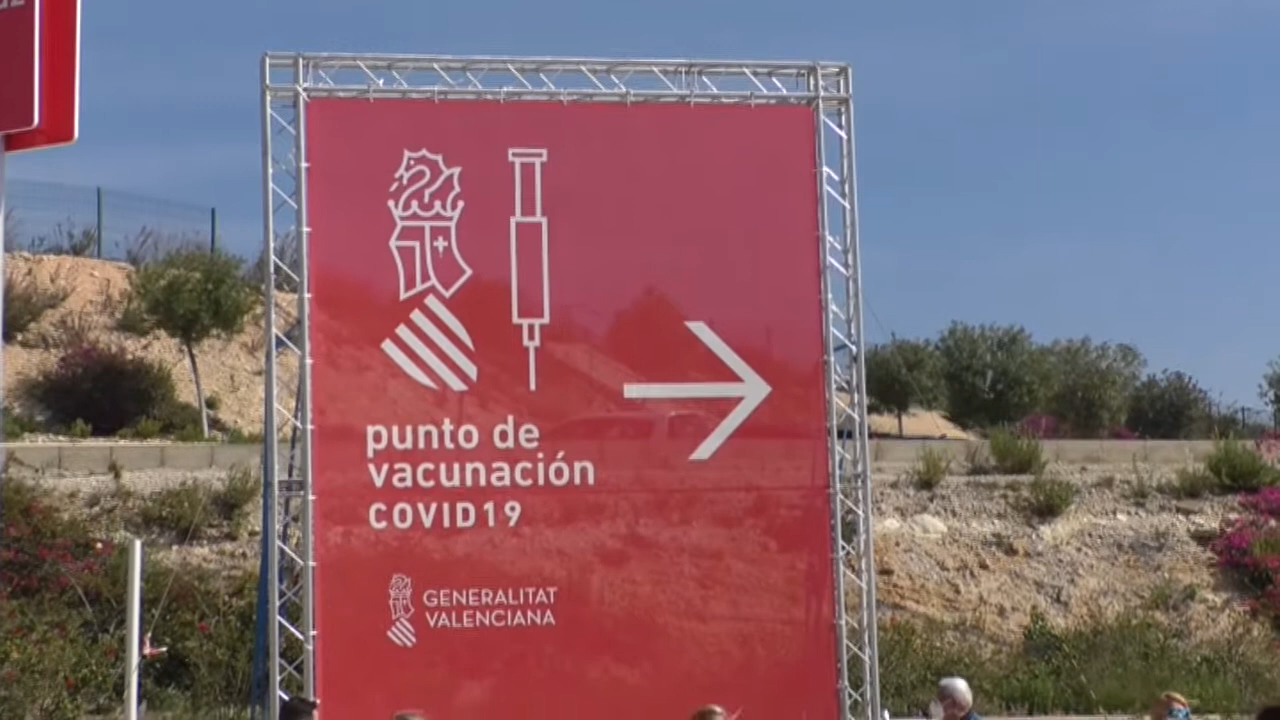 punto de
vacunación
COVID19
GENERALITAT
VALENCIANA